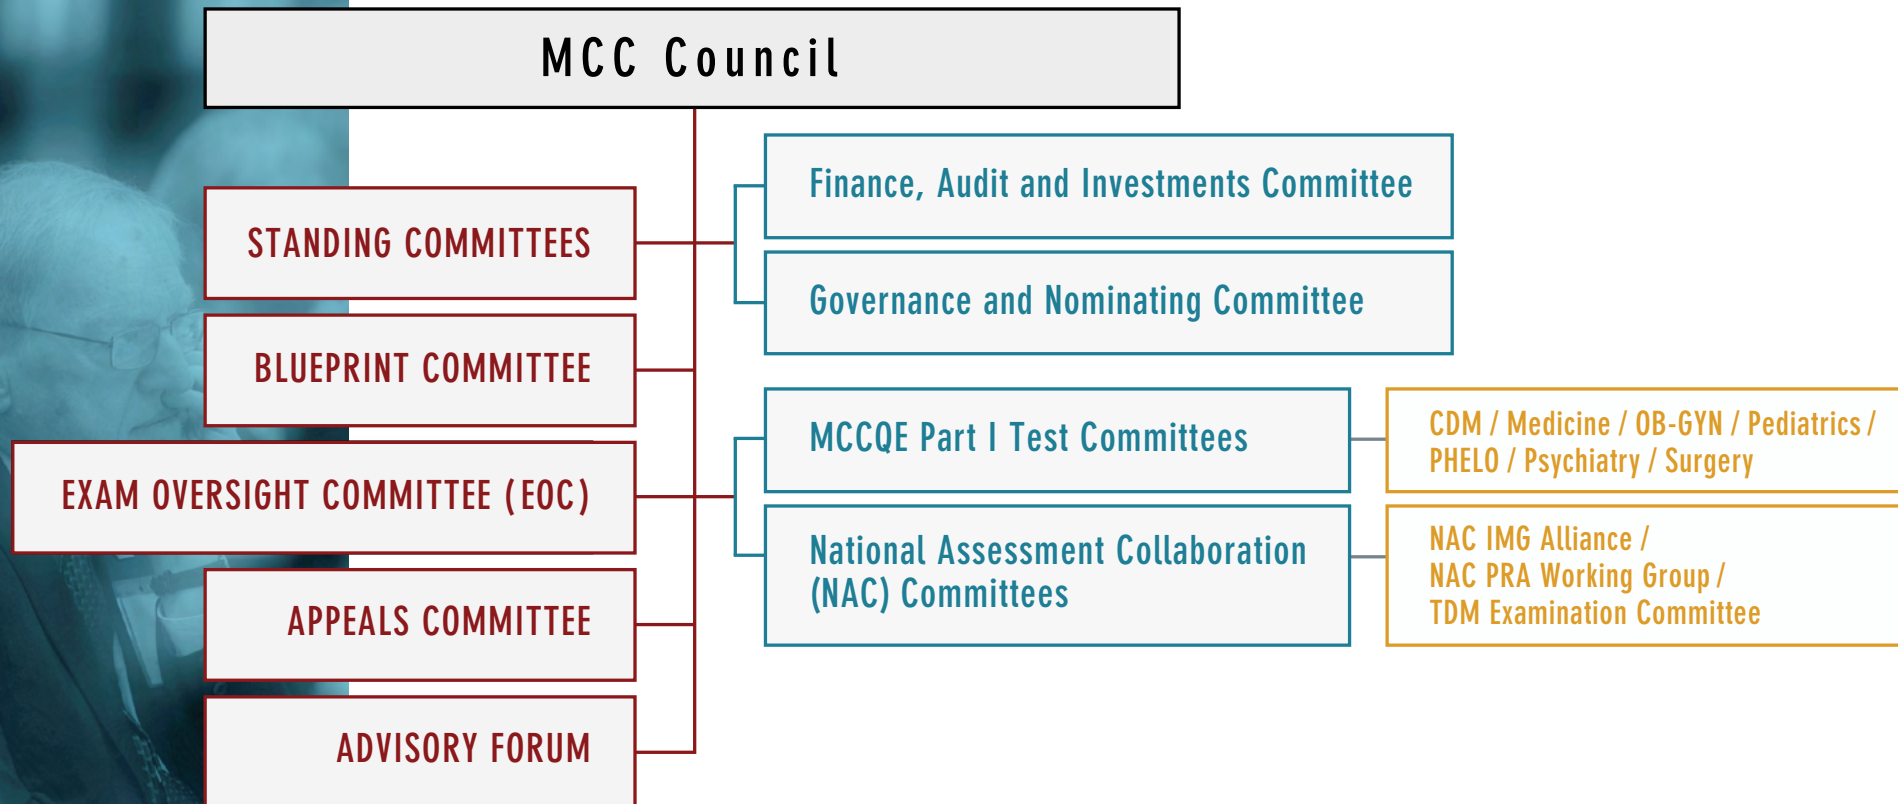 MCC Council
STANDING COMMITTEES
Finance, Audit and Investments Committee
Governance and Nominating Committee
BLUEPRINT COMMITTEE
EXAM OVERSIGHT COMMITTEE (EOC)
MCCQE Part I Test Committees
CDM / Medicine / OB-GYN / Pediatrics /
PHELO / Psychiatry / Surgery
National Assessment Collaboration
(NAC) Committees
NAC IMG Alliance /
NAC PRA Working Group /
TDM Examination Committee
APPEALS COMMITTEE
ADVISORY FORUM